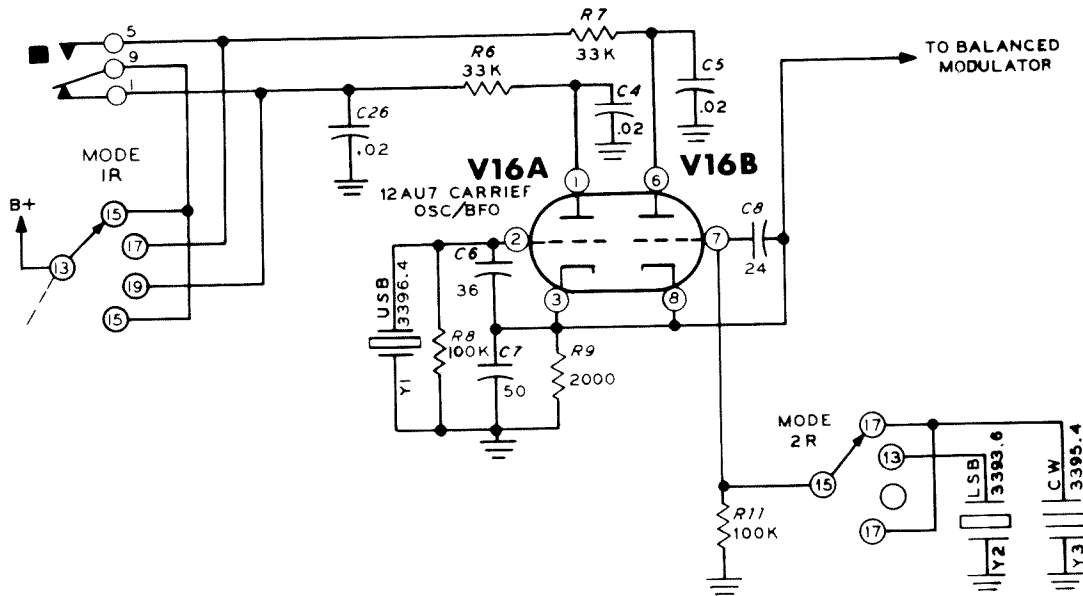 5
9
1
R7
33K
R6
33K
C5
.02
C4
.02
C26
.02
TO BALANCED
MODULATOR
MODE
1R
B+
15
17
13
19
15
V16A
V16B
12AU7 CARRIEF
OSC/BFO
1
6
2
7
3
8
C8
24
C6
36
USB
3396.4
Y1
R8
100K
C7
50
R9
2000
MODE
2R
17
13
15
17
R11
100K
LSB
3393.6
Y2
CW
3395.4
Y3